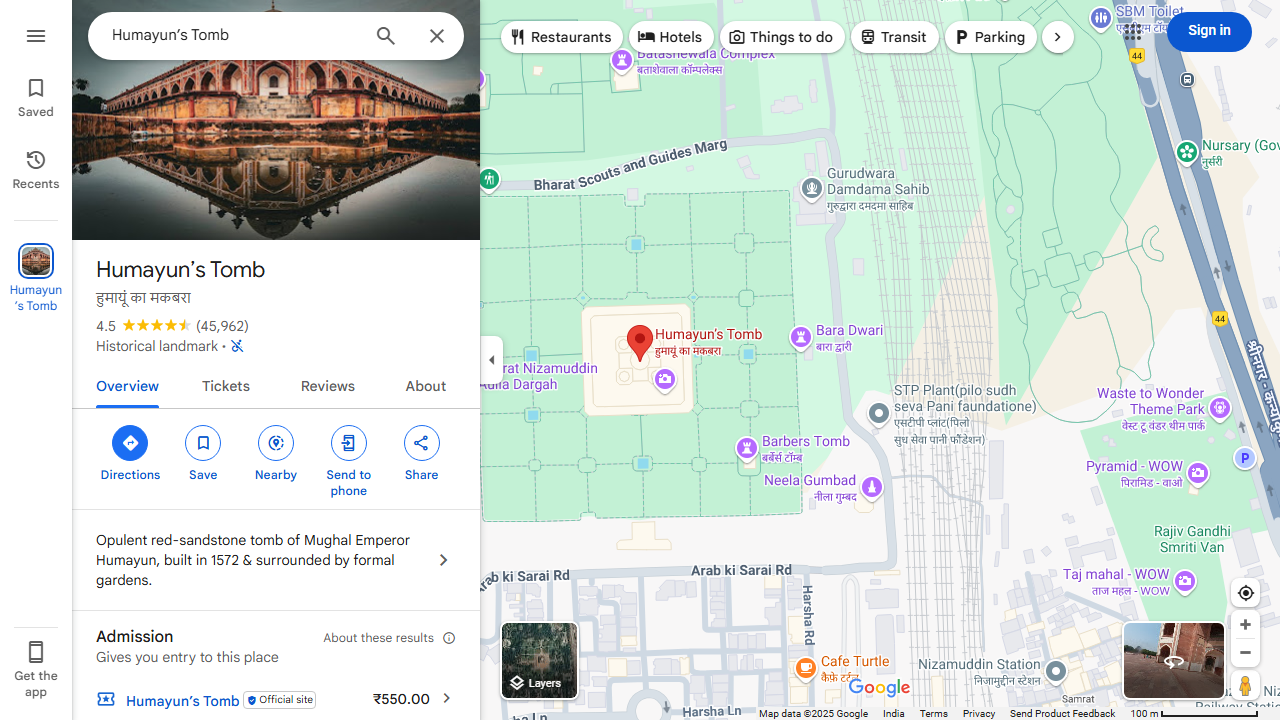 Humayun's Tomb
Saved
Recents
Humayun
's Tomb
Get the
app
Humayun's Tomb
हुमायूं का मकबरा
4.5
(45,962)
Historical landmark ·
Overview
Tickets
Reviews
About
Directions
Save
Nearby
Send to
phone
Share
Opulent red-sandstone tomb of Mughal Emperor
Humayun, built in 1572 & surrounded by formal
gardens.
Admission
About these results
Gives you entry to this place
Humayun's Tomb
Official site
₹550.00
Restaurants
Hotels
Things to do
Transit
Parking
Sign in
SBM Toilet
44
Batashewala Complex
बताशेवाला कॉम्पलेक्स
Bharat Scouts and Guides Marg
Gurudwara
Damdama Sahib
गुरुद्वारा दमदमा साहिब
Nursary (Gov
नुर्सरी
Humayun's Tomb
हुमायूं का मकबरा
Bara Dwari
बारा द्वारी
44
rat Nizamuddin
Aulia Dargah
STP Plant(pilo sudh
seva Pani faundatione)
एसटीपी प्लांट(पिलो
सुध सेवा पानी फौंडेशन)
Waste to Wonder
Theme Park
वेस्ट टू वंडर थीम पार्क
Barbers Tomb
बर्बेर्स टॉम्ब
P
Pyramid - WOW
पिरामिड - वाओ
Neela Gumbad
नीला गुम्बद
Rajiv Gandhi
Smriti Van
Arab ki Sarai Rd
Arab ki Sarai Rd
Taj mahal - WOW
ताज महल - WOW
Harsha Rd
Cafe Turtle
कैफ़े टर्टल
Nizamuddin Station
निजामुद्दीन स्टेशन
Layers
Google
Samrat
Harsha Ln
Map data ©2025 Google
India
Terms
Privacy
Send Product Feedback
100 m